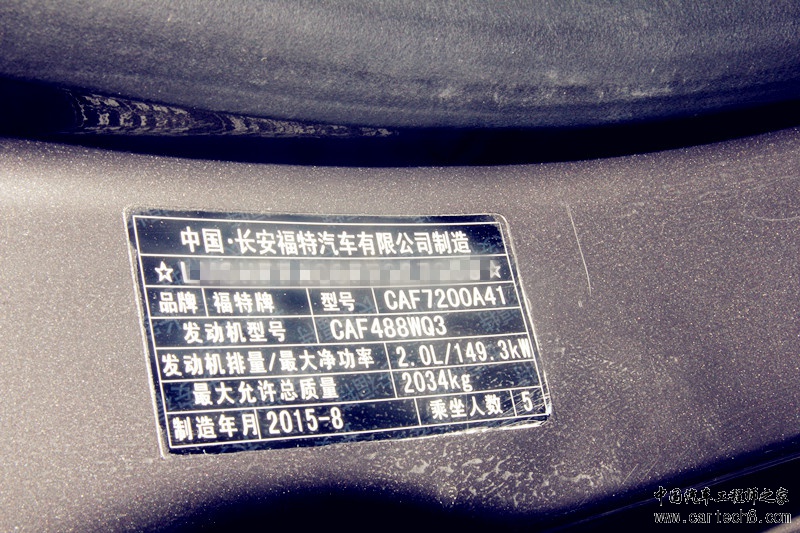 中国·长安福特汽车有限公司制造
☆L ☆
品牌 福特牌 型号 CAF7200A41
发动机型号 CAF488WQ3
发动机排量/最大净功率 2.0L/149.3kW
最大允许总质量 2034kg
制造年月 2015-8 乘坐人数 5
中国汽车工程师之家
www.cartech8.com